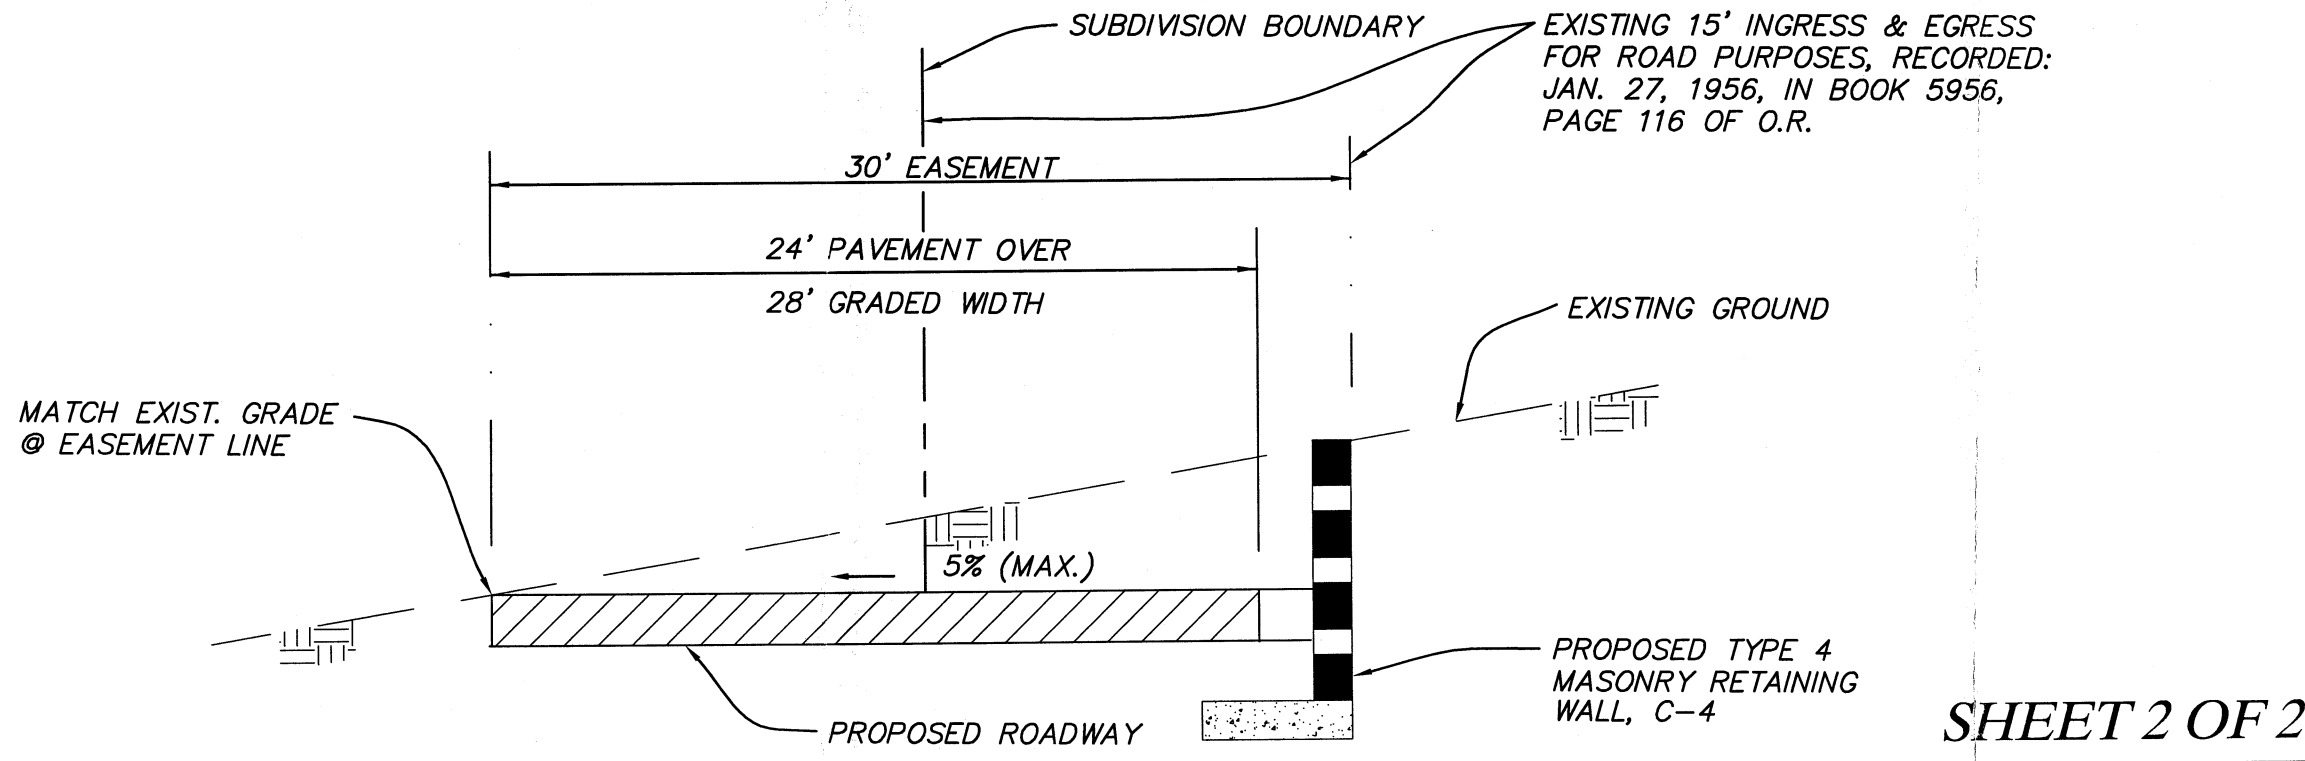 SUBDIVISION BOUNDARY
EXISTING 15' INGRESS & EGRESS
FOR ROAD PURPOSES, RECORDED:
JAN. 27, 1956, IN BOOK 5956,
PAGE 116 OF O.R.
30' EASEMENT
24' PAVEMENT OVER
28' GRADED WIDTH
EXISTING GROUND
MATCH EXIST. GRADE
@ EASEMENT LINE
5% (MAX.)
PROPOSED TYPE 4
MASONRY RETAINING
WALL, C-4
PROPOSED ROADWAY
SHEET 2 OF 2